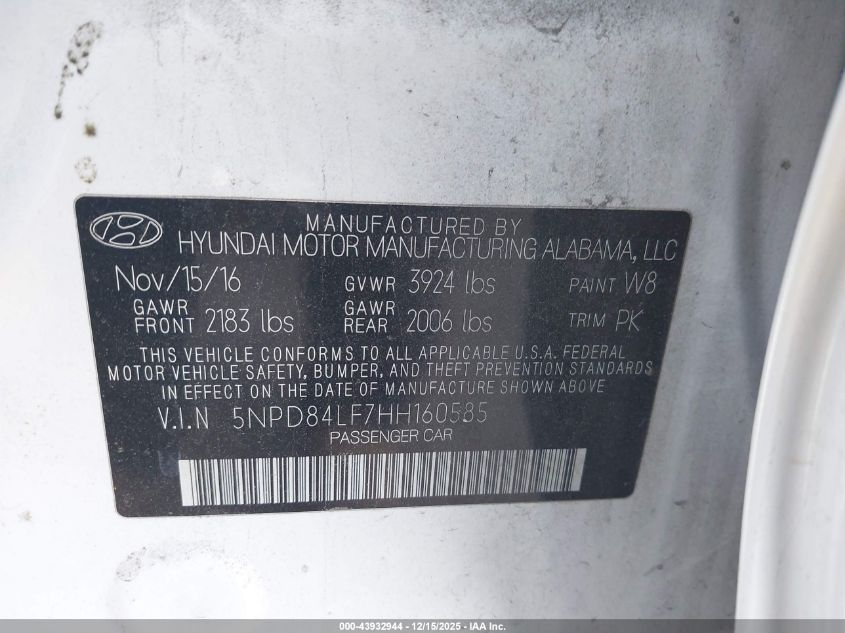 MANUFACTURED BY
HYUNDAI MOTOR MANUFACTURING ALABAMA, LLC
Nov/15/16 GVWR 3924 lbs PAINT W8
GAWR FRONT 2183 lbs GAWR REAR 2006 lbs TRIM PK
THIS VEHICLE CONFORMS TO ALL APPLICABLE U.S.A. FEDERAL
MOTOR VEHICLE SAFETY, BUMPER, AND THEFT PREVENTION STANDARDS
IN EFFECT ON THE DATE OF MANUFACTURE SHOWN ABOVE.
V.I.N 5NPD84LF7HH160585
PASSENGER CAR
000-43932944 - 12/15/2025 - IAA Inc.